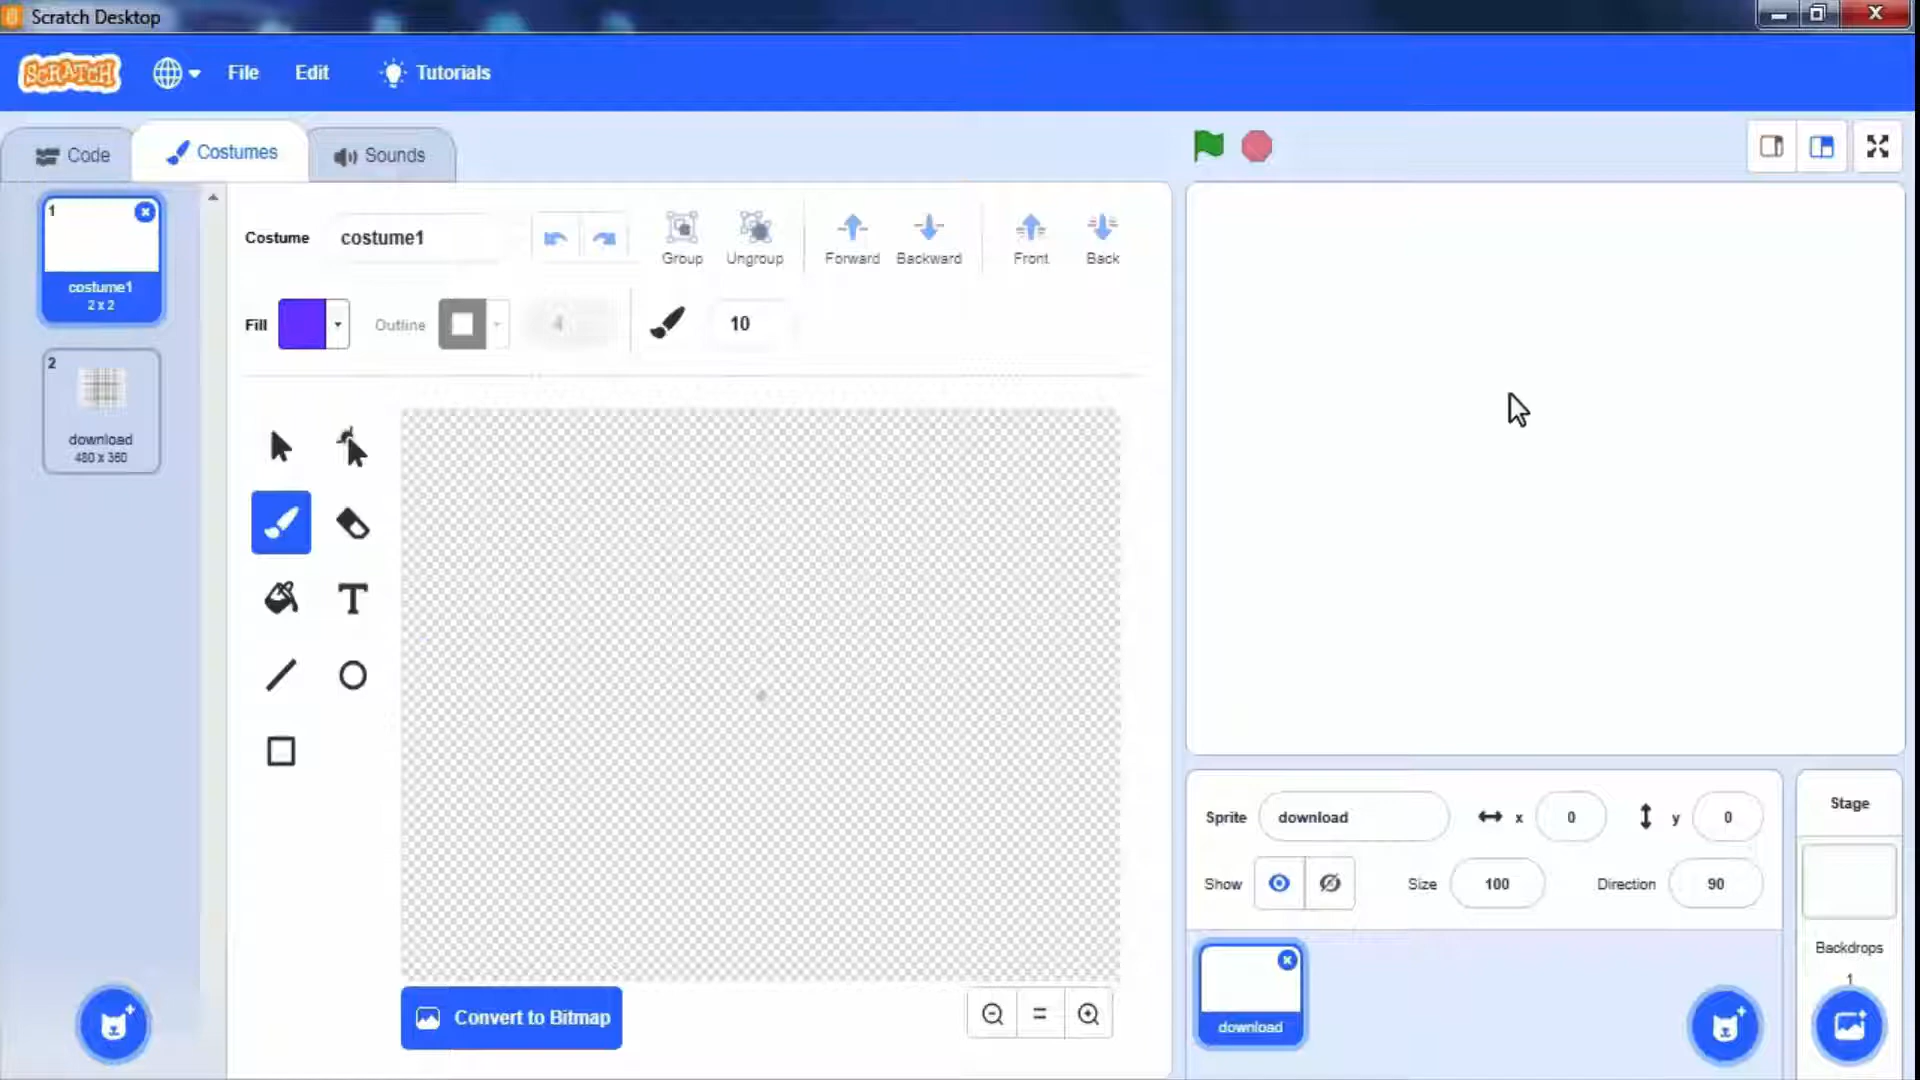 Scratch Desktop
SCRATCH
File
Edit
Tutorials
Code
Costumes
Sounds
1
costume1
2 x 2
2
download
480 x 360
Costume
costume1
Group
Ungroup
Forward
Backward
Front
Back
Fill
Outline
4
10
T
Convert to Bitmap
Sprite
download
x
0
y
0
Show
Size
100
Direction
90
download
Stage
Backdrops
1